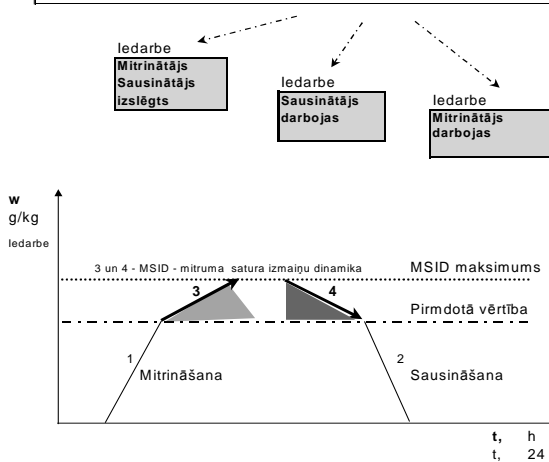 Iedarbe
Mitrinātājs
Sausinātājs
izslēgts
Iedarbe
Sausinātājs
darbojas
Iedarbe
Mitrinātājs
darbojas
w
g/kg
Iedarbe
3 un 4 - MSID - mitruma satura izmaiņu dinamika
MSID maksimums
3
4
Pirmdotā vērtība
1
Mitrināšana
2
Sausināšana
t, h
t, 24